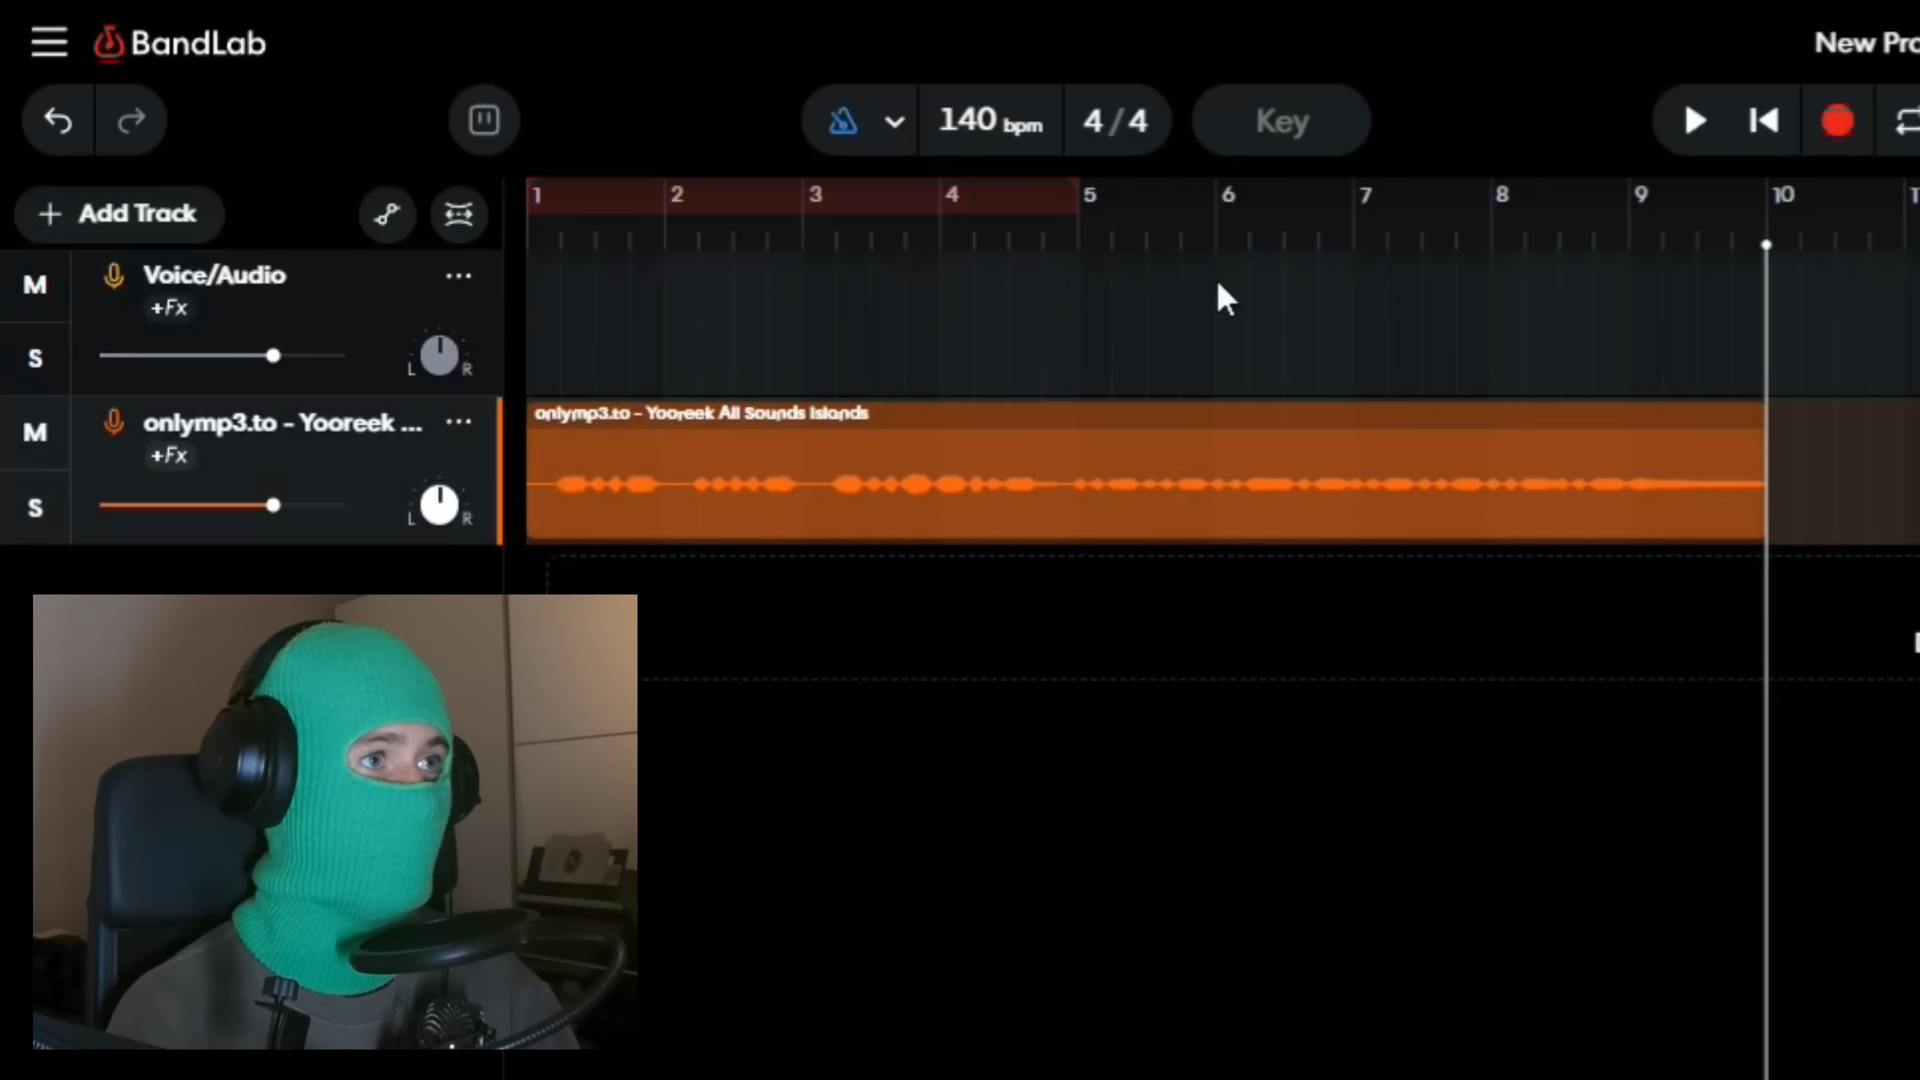 BandLab
New Pro
140 bpm
4/4
Key
Add Track
1 2 3 4 5 6 7 8 9 10
M
Voice/Audio
...
+Fx
S
L R
M
onlymp3.to - Yooreek ...
...
+Fx
S
L R
onlymp3.to - Yooreek All Sounds Islands